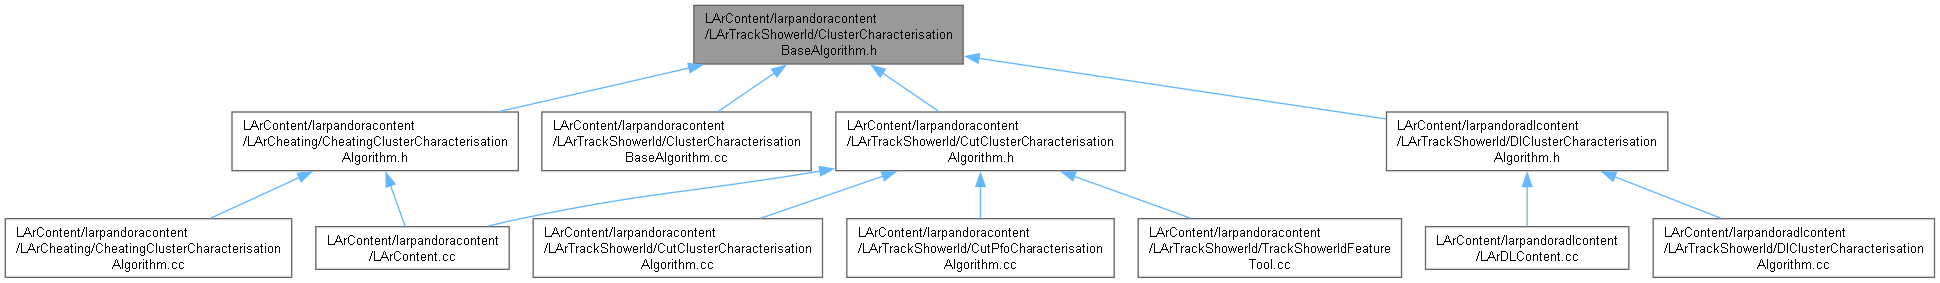 LArContent/larpandoracontent
/LArTrackShowerId/ClusterCharacterisation
BaseAlgorithm.h
LArContent/larpandoracontent
/LArCheating/CheatingClusterCharacterisation
Algorithm.h
LArContent/larpandoracontent
/LArTrackShowerId/ClusterCharacterisation
BaseAlgorithm.cc
LArContent/larpandoracontent
/LArTrackShowerId/CutClusterCharacterisation
Algorithm.h
LArContent/larpandoradlcontent
/LArTrackShowerId/DlClusterCharacterisation
Algorithm.h
LArContent/larpandoracontent
/LArCheating/CheatingClusterCharacterisation
Algorithm.cc
LArContent/larpandoracontent
/LArContent.cc
LArContent/larpandoracontent
/LArTrackShowerId/CutClusterCharacterisation
Algorithm.cc
LArContent/larpandoracontent
/LArTrackShowerId/CutPfoCharacterisation
Algorithm.cc
LArContent/larpandoracontent
/LArTrackShowerId/TrackShowerIdFeature
Tool.cc
LArContent/larpandoradlcontent
/LArDLContent.cc
LArContent/larpandoradlcontent
/LArTrackShowerId/DlClusterCharacterisation
Algorithm.cc